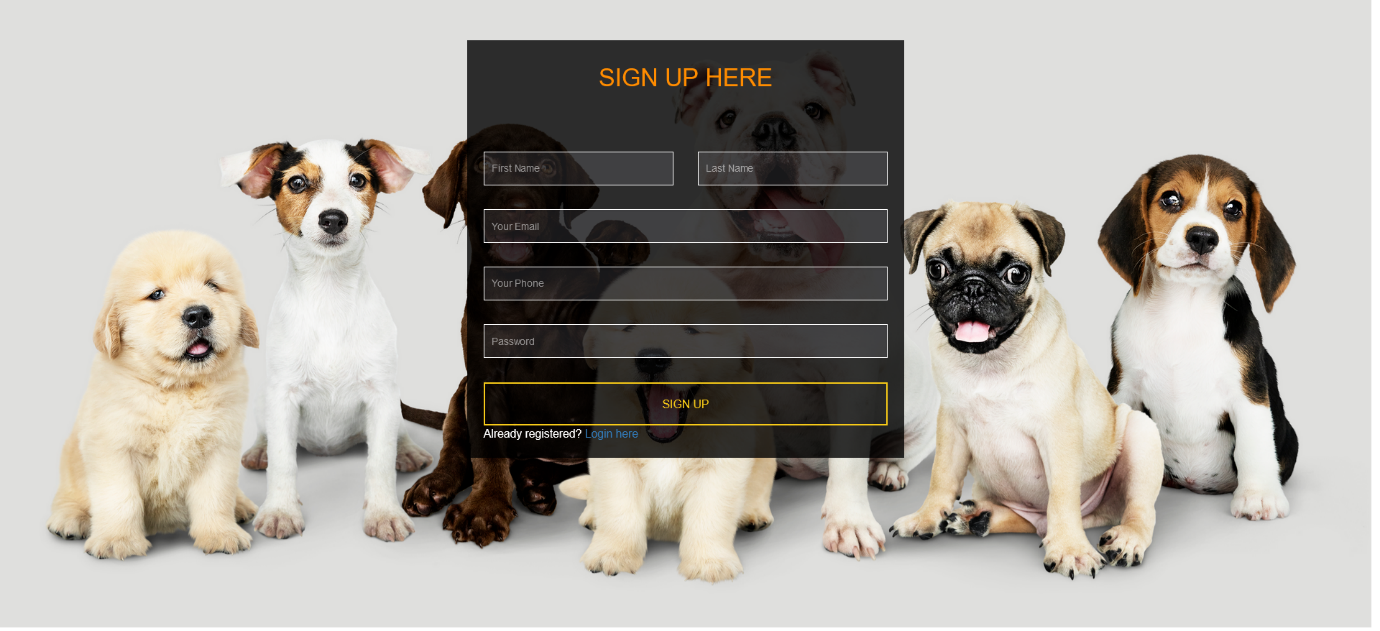 SIGN UP HERE
First Name Last Name
Your Email
Your Phone
Password
SIGN UP
Already registered? Login here